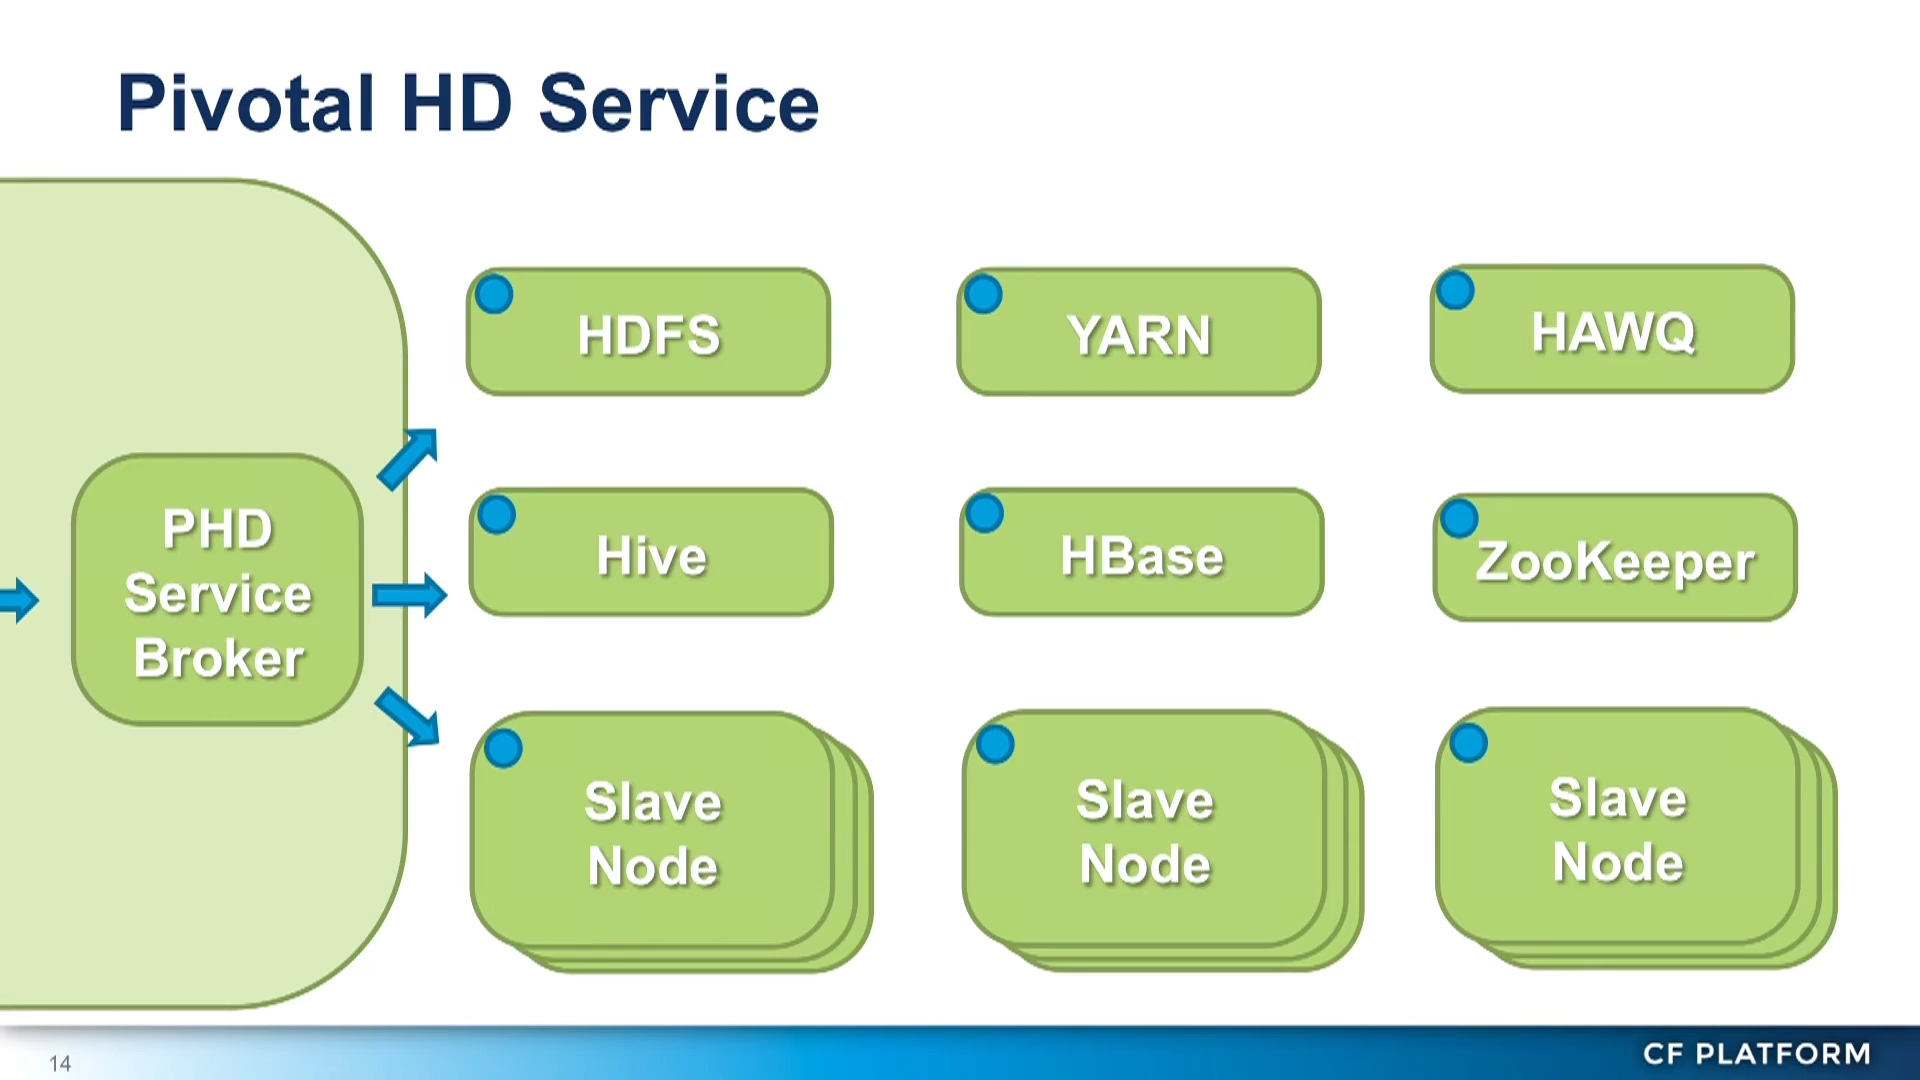 Pivotal HD Service
PHD
Service
Broker
HDFS
YARN
HAWQ
Hive
HBase
ZooKeeper
Slave
Node
Slave
Node
Slave
Node
14
CF PLATFORM